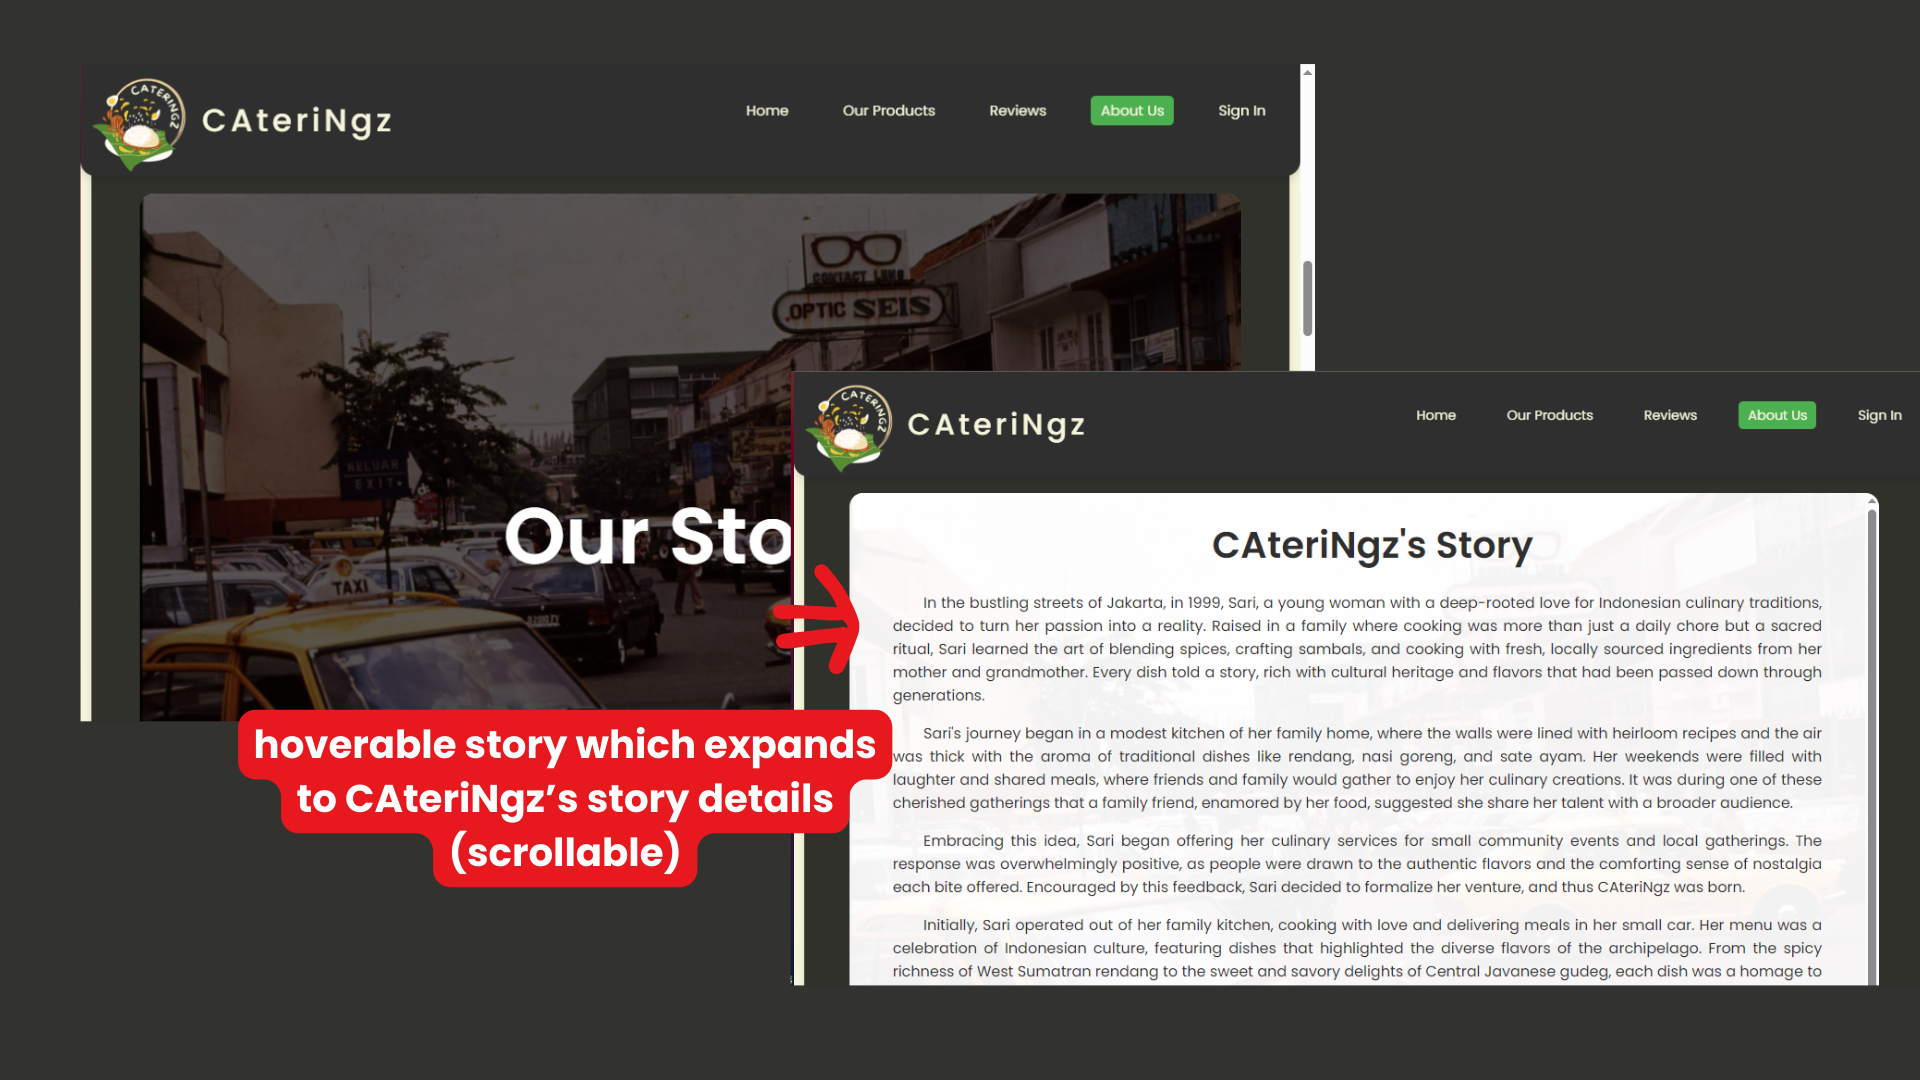 CATERINGZ
CAteriNgz
Home
Our Products
Reviews
About Us
Sign In
CONTACT LENS
OPTIC SEIS
KELUAR
EXIT
TAXI
Our Sto
hoverable story which expands
to CAteriNgz’s story details
(scrollable)
CATERINGZ
CAteriNgz
Home
Our Products
Reviews
About Us
Sign In
CAteriNgz's Story
In the bustling streets of Jakarta, in 1999, Sari, a young woman with a deep-rooted love for Indonesian culinary traditions,
decided to turn her passion into a reality. Raised in a family where cooking was more than just a daily chore but a sacred
ritual, Sari learned the art of blending spices, crafting sambals, and cooking with fresh, locally sourced ingredients from her
mother and grandmother. Every dish told a story, rich with cultural heritage and flavors that had been passed down through
generations.
Sari's journey began in a modest kitchen of her family home, where the walls were lined with heirloom recipes and the air
was thick with the aroma of traditional dishes like rendang, nasi goreng, and sate ayam. Her weekends were filled with
laughter and shared meals, where friends and family would gather to enjoy her culinary creations. It was during one of these
cherished gatherings that a family friend, enamored by her food, suggested she share her talent with a broader audience.
Embracing this idea, Sari began offering her culinary services for small community events and local gatherings. The
response was overwhelmingly positive, as people were drawn to the authentic flavors and the comforting sense of nostalgia
each bite offered. Encouraged by this feedback, Sari decided to formalize her venture, and thus CAteriNgz was born.
Initially, Sari operated out of her family kitchen, cooking with love and delivering meals in her small car. Her menu was a
celebration of Indonesian culture, featuring dishes that highlighted the diverse flavors of the archipelago. From the spicy
richness of West Sumatran rendang to the sweet and savory delights of Central Javanese gudeg, each dish was a homage to